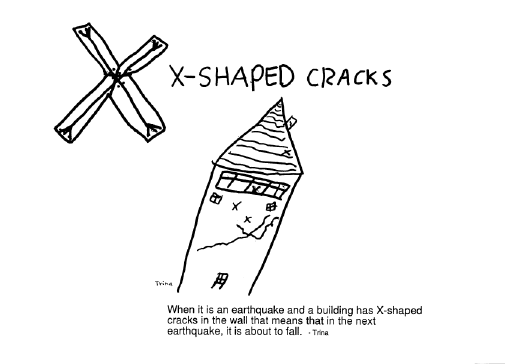 X-SHAPED CRACKS
Trina
When it is an earthquake and a building has X-shaped
cracks in the wall that means that in the next
earthquake, it is about to fall. - Trina